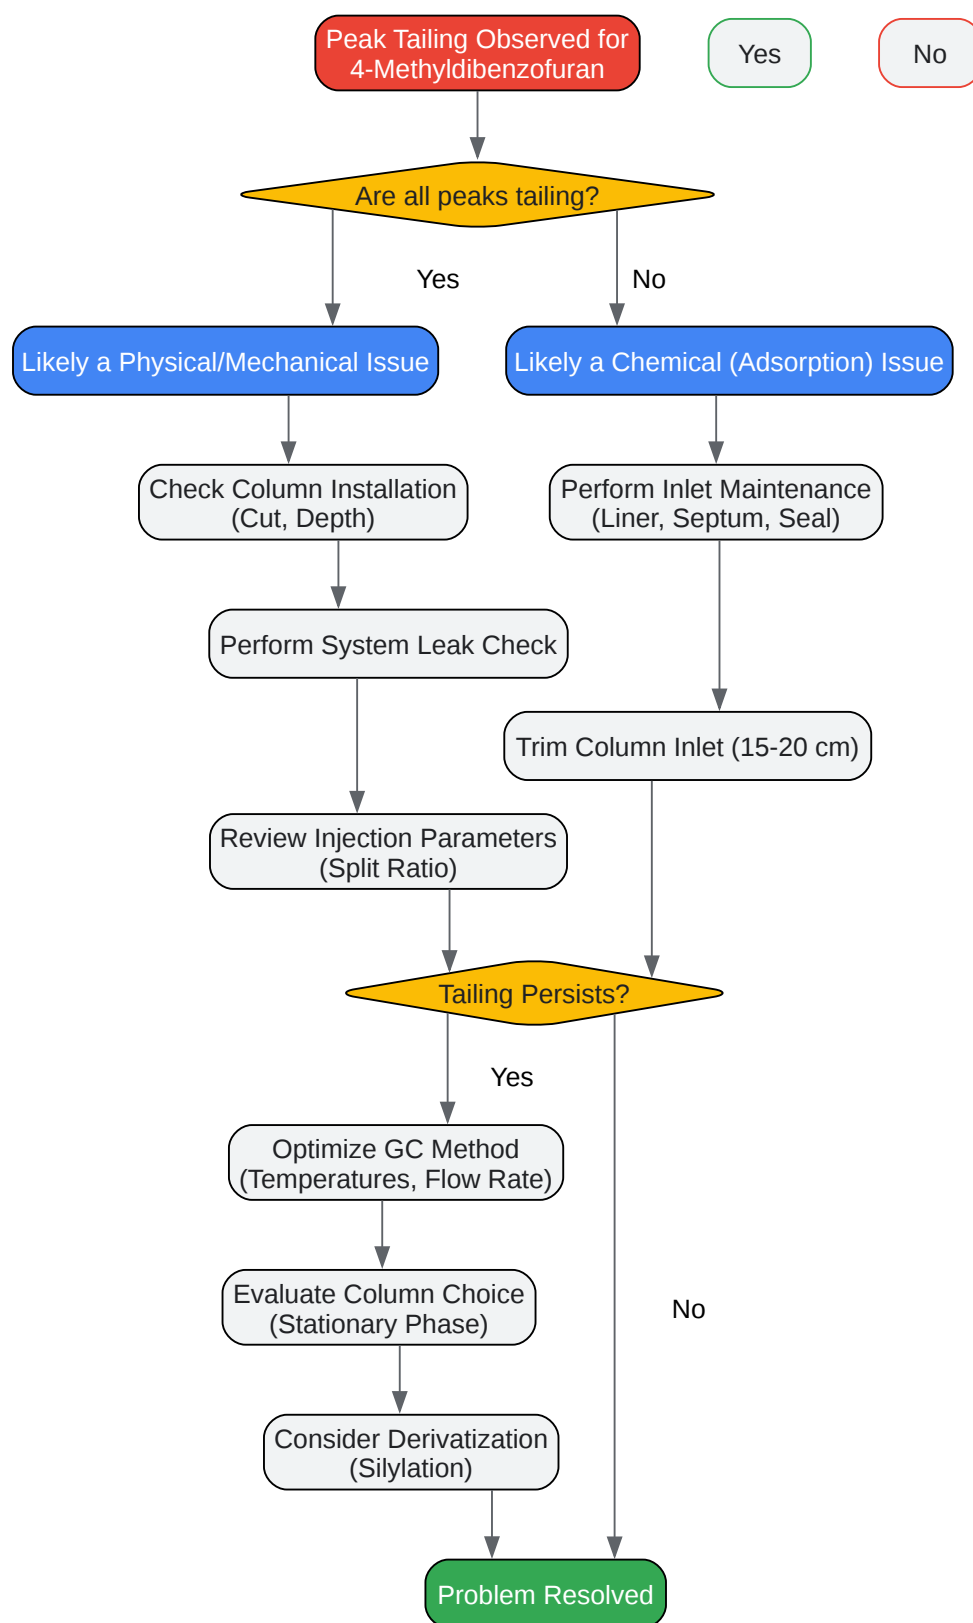 Peak Tailing Observed for
4-Methyldibenzofuran
Yes
No
Are all peaks tailing?
Yes
No
Likely a Physical/Mechanical Issue
Likely a Chemical (Adsorption) Issue
Check Column Installation
(Cut, Depth)
Perform Inlet Maintenance
(Liner, Septum, Seal)
Perform System Leak Check
Trim Column Inlet (15-20 cm)
Review Injection Parameters
(Split Ratio)
Tailing Persists?
Yes
Optimize GC Method
(Temperatures, Flow Rate)
Evaluate Column Choice
(Stationary Phase)
No
Consider Derivatization
(Silylation)
Problem Resolved